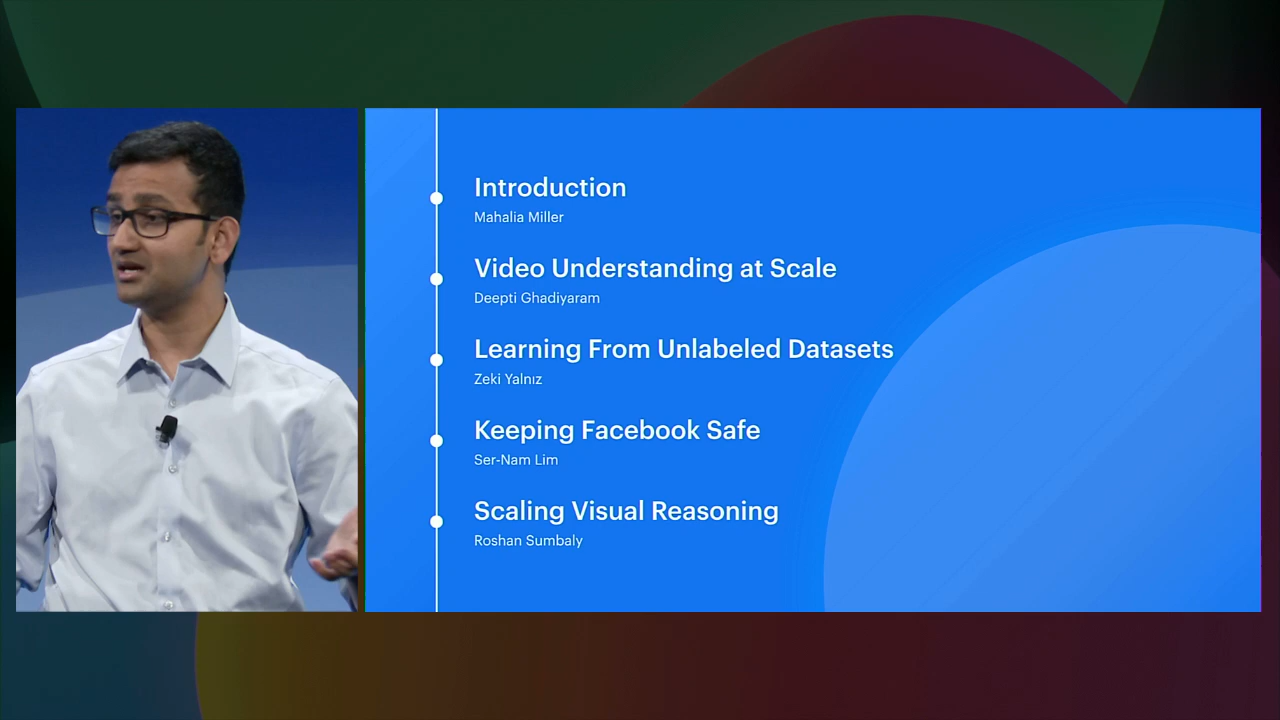 Introduction
Mahalia Miller
Video Understanding at Scale
Deepti Ghadiyaram
Learning From Unlabeled Datasets
Zeki Yalnız
Keeping Facebook Safe
Ser-Nam Lim
Scaling Visual Reasoning
Roshan Sumbaly